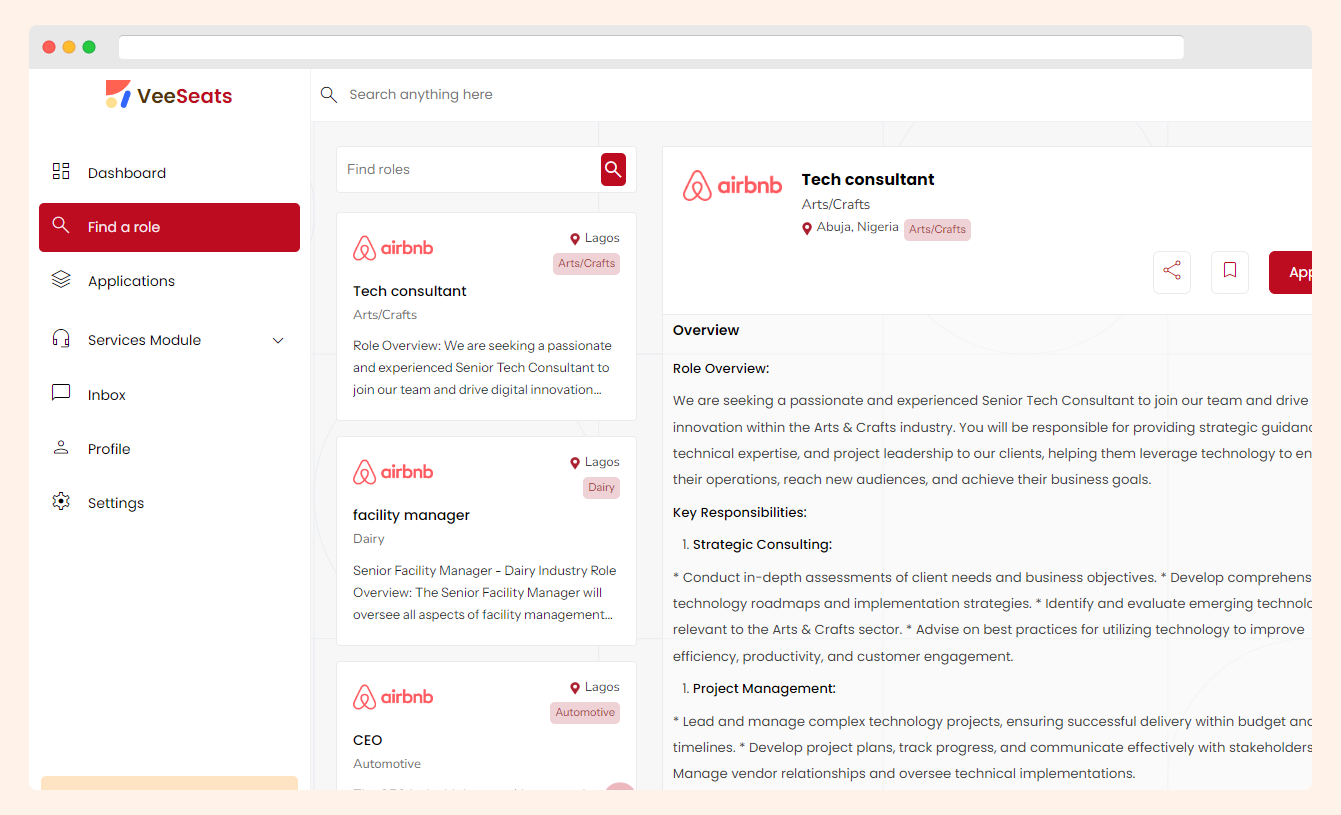 VeeSeats
Search anything here
Dashboard
Find a role
Applications
Services Module
Inbox
Profile
Settings
Find roles
airbnb
Lagos
Arts/Crafts
Tech consultant
Arts/Crafts
Role Overview: We are seeking a passionate
and experienced Senior Tech Consultant to
join our team and drive digital innovation...
airbnb
Lagos
Dairy
facility manager
Dairy
Senior Facility Manager - Dairy Industry Role
Overview: The Senior Facility Manager will
oversee all aspects of facility management...
airbnb
Lagos
Automotive
CEO
Automotive
airbnb
Tech consultant
Arts/Crafts
Abuja, Nigeria
Arts/Crafts
App
Overview
Role Overview:
We are seeking a passionate and experienced Senior Tech Consultant to join our team and drive
innovation within the Arts & Crafts industry. You will be responsible for providing strategic guidanc
technical expertise, and project leadership to our clients, helping them leverage technology to en
their operations, reach new audiences, and achieve their business goals.
Key Responsibilities:
1. Strategic Consulting:
* Conduct in-depth assessments of client needs and business objectives. * Develop comprehens
technology roadmaps and implementation strategies. * Identify and evaluate emerging technolo
relevant to the Arts & Crafts sector. * Advise on best practices for utilizing technology to improve
efficiency, productivity, and customer engagement.
1. Project Management:
* Lead and manage complex technology projects, ensuring successful delivery within budget and
timelines. * Develop project plans, track progress, and communicate effectively with stakeholders
Manage vendor relationships and oversee technical implementations.